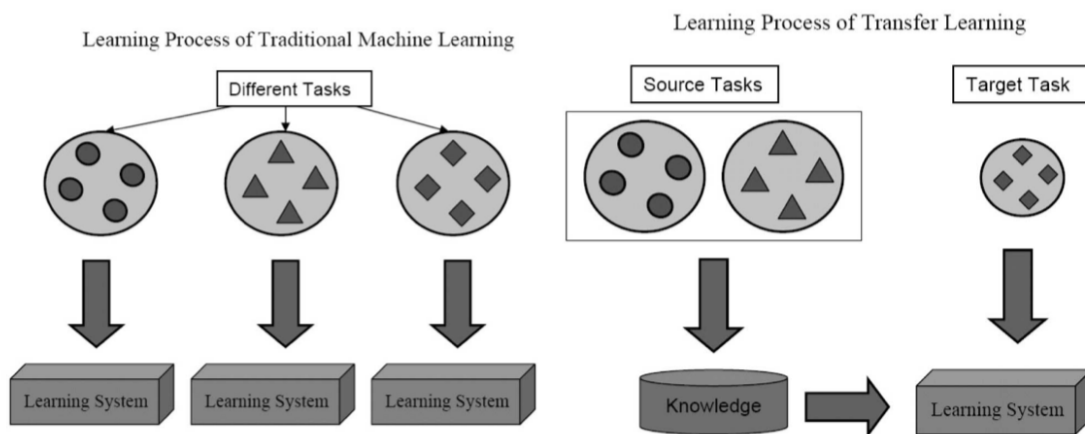 Learning Process of Traditional Machine Learning
Different Tasks
Learning System
Learning System
Learning System
Learning Process of Transfer Learning
Source Tasks
Target Task
Knowledge
Learning System